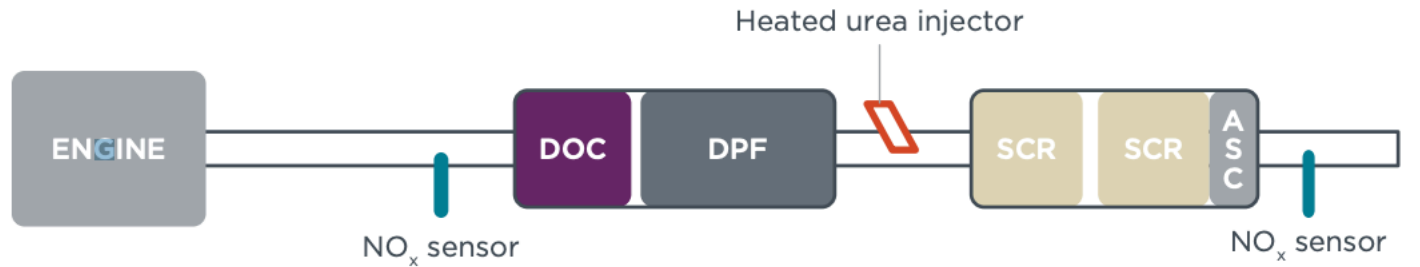 Heated urea injector
ENGINE
DOC
DPF
SCR
SCR
A
S
C
NOₓ sensor
NOₓ sensor